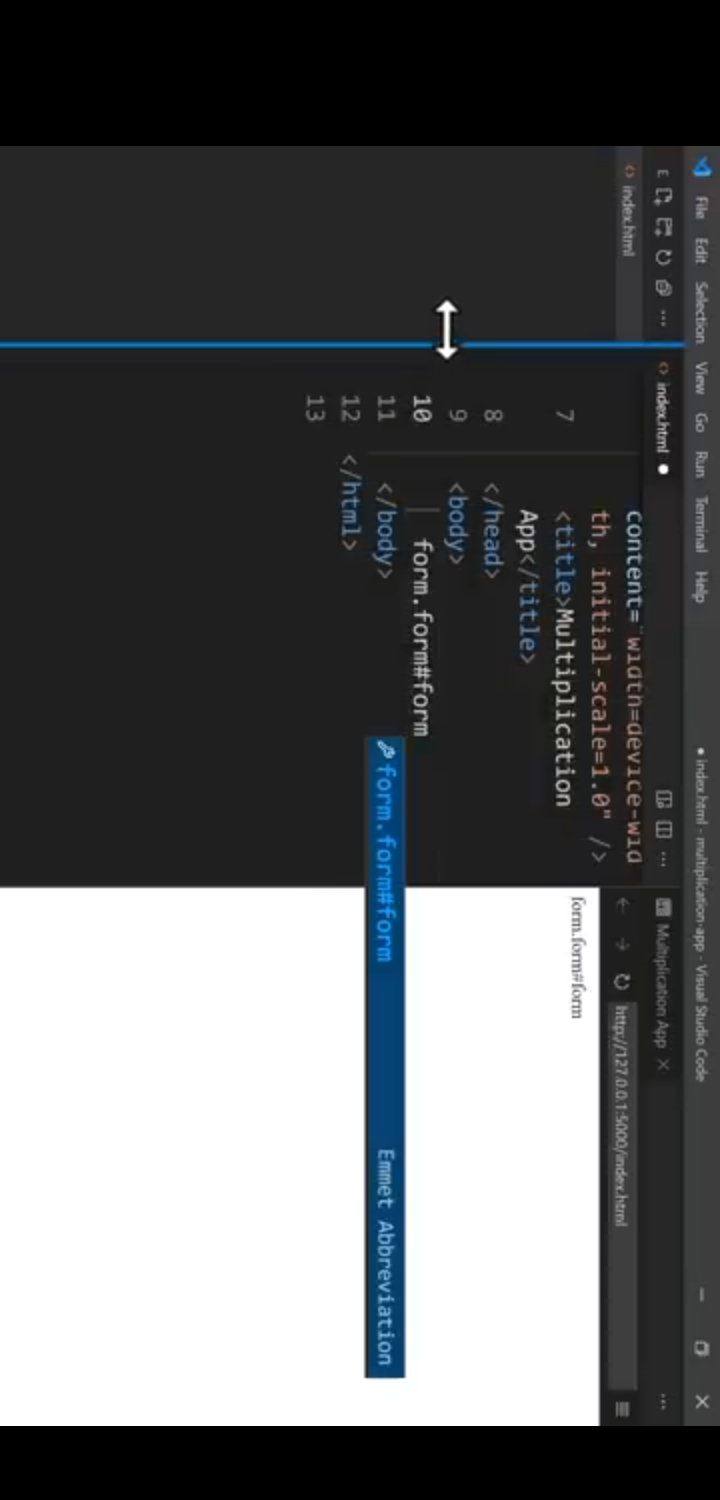 File Edit Selection View Go Run Terminal Help
● index.html - multiplication-app - Visual Studio Code
E
index.html ●
Multiplication App
index.html
http://127.0.0.1:5000/index.html
content="width=device-wid
th, initial-scale=1.0" />
7 <title>Multiplication
App</title>
8 </head>
9 <body>
10 form.form#form
11 </body>
12 </html>
13
form.form#form Emmet Abbreviation
form.form#form